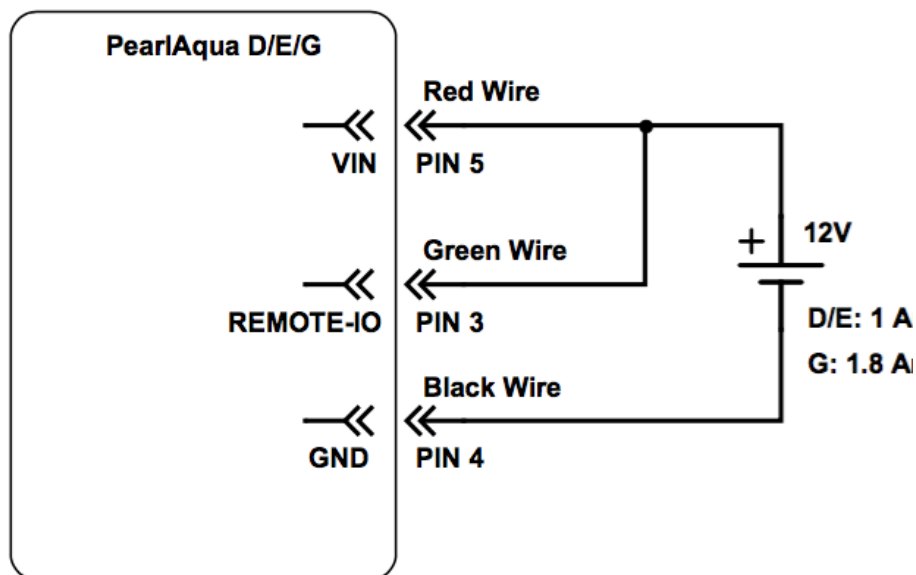 PearlAqua D/E/G
Red Wire
VIN
PIN 5
12V
Green Wire
REMOTE-IO
PIN 3
D/E: 1 A
G: 1.8 A
Black Wire
GND
PIN 4